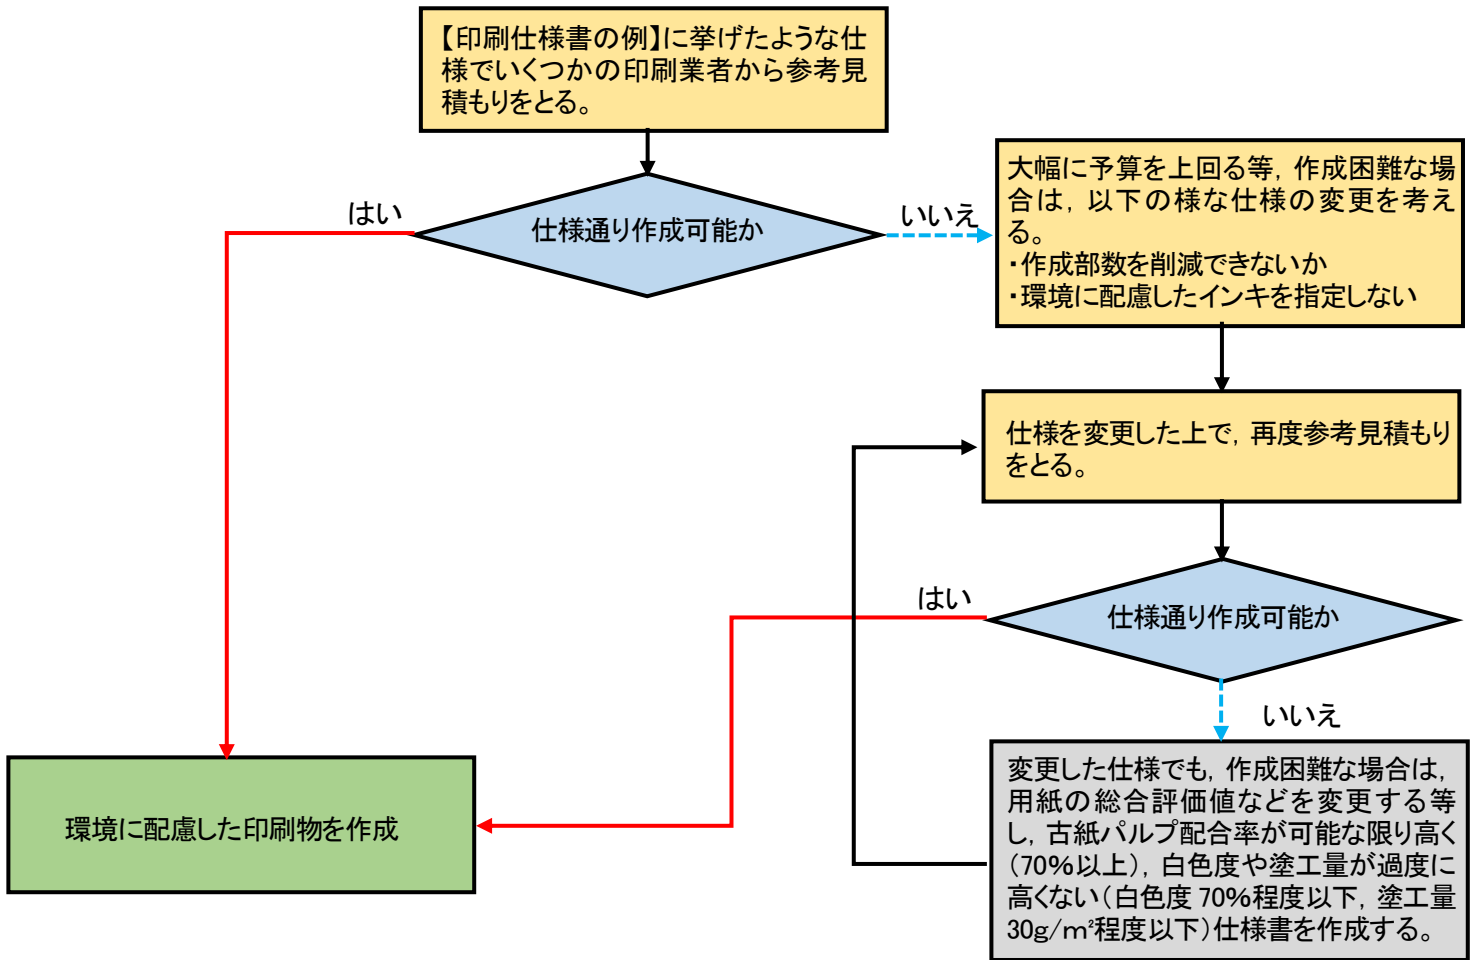 【印刷仕様書の例】に挙げたような仕
様でいくつかの印刷業者から参考見
積もりをとる。
はい
仕様通り作成可能か
いいえ
大幅に予算を上回る等，作成困難な場
合は，以下の様な仕様の変更を考え
る。
・作成部数を削減できないか
・環境に配慮したインキを指定しない
仕様を変更した上で，再度参考見積もり
をとる。
はい
仕様通り作成可能か
いいえ
環境に配慮した印刷物を作成
変更した仕様でも，作成困難な場合は，
用紙の総合評価値などを変更する等
し，古紙パルプ配合率が可能な限り高く
（70％以上），白色度や塗工量が過度に
高くない（白色度 70％程度以下，塗工量
30g/㎡程度以下）仕様書を作成する。